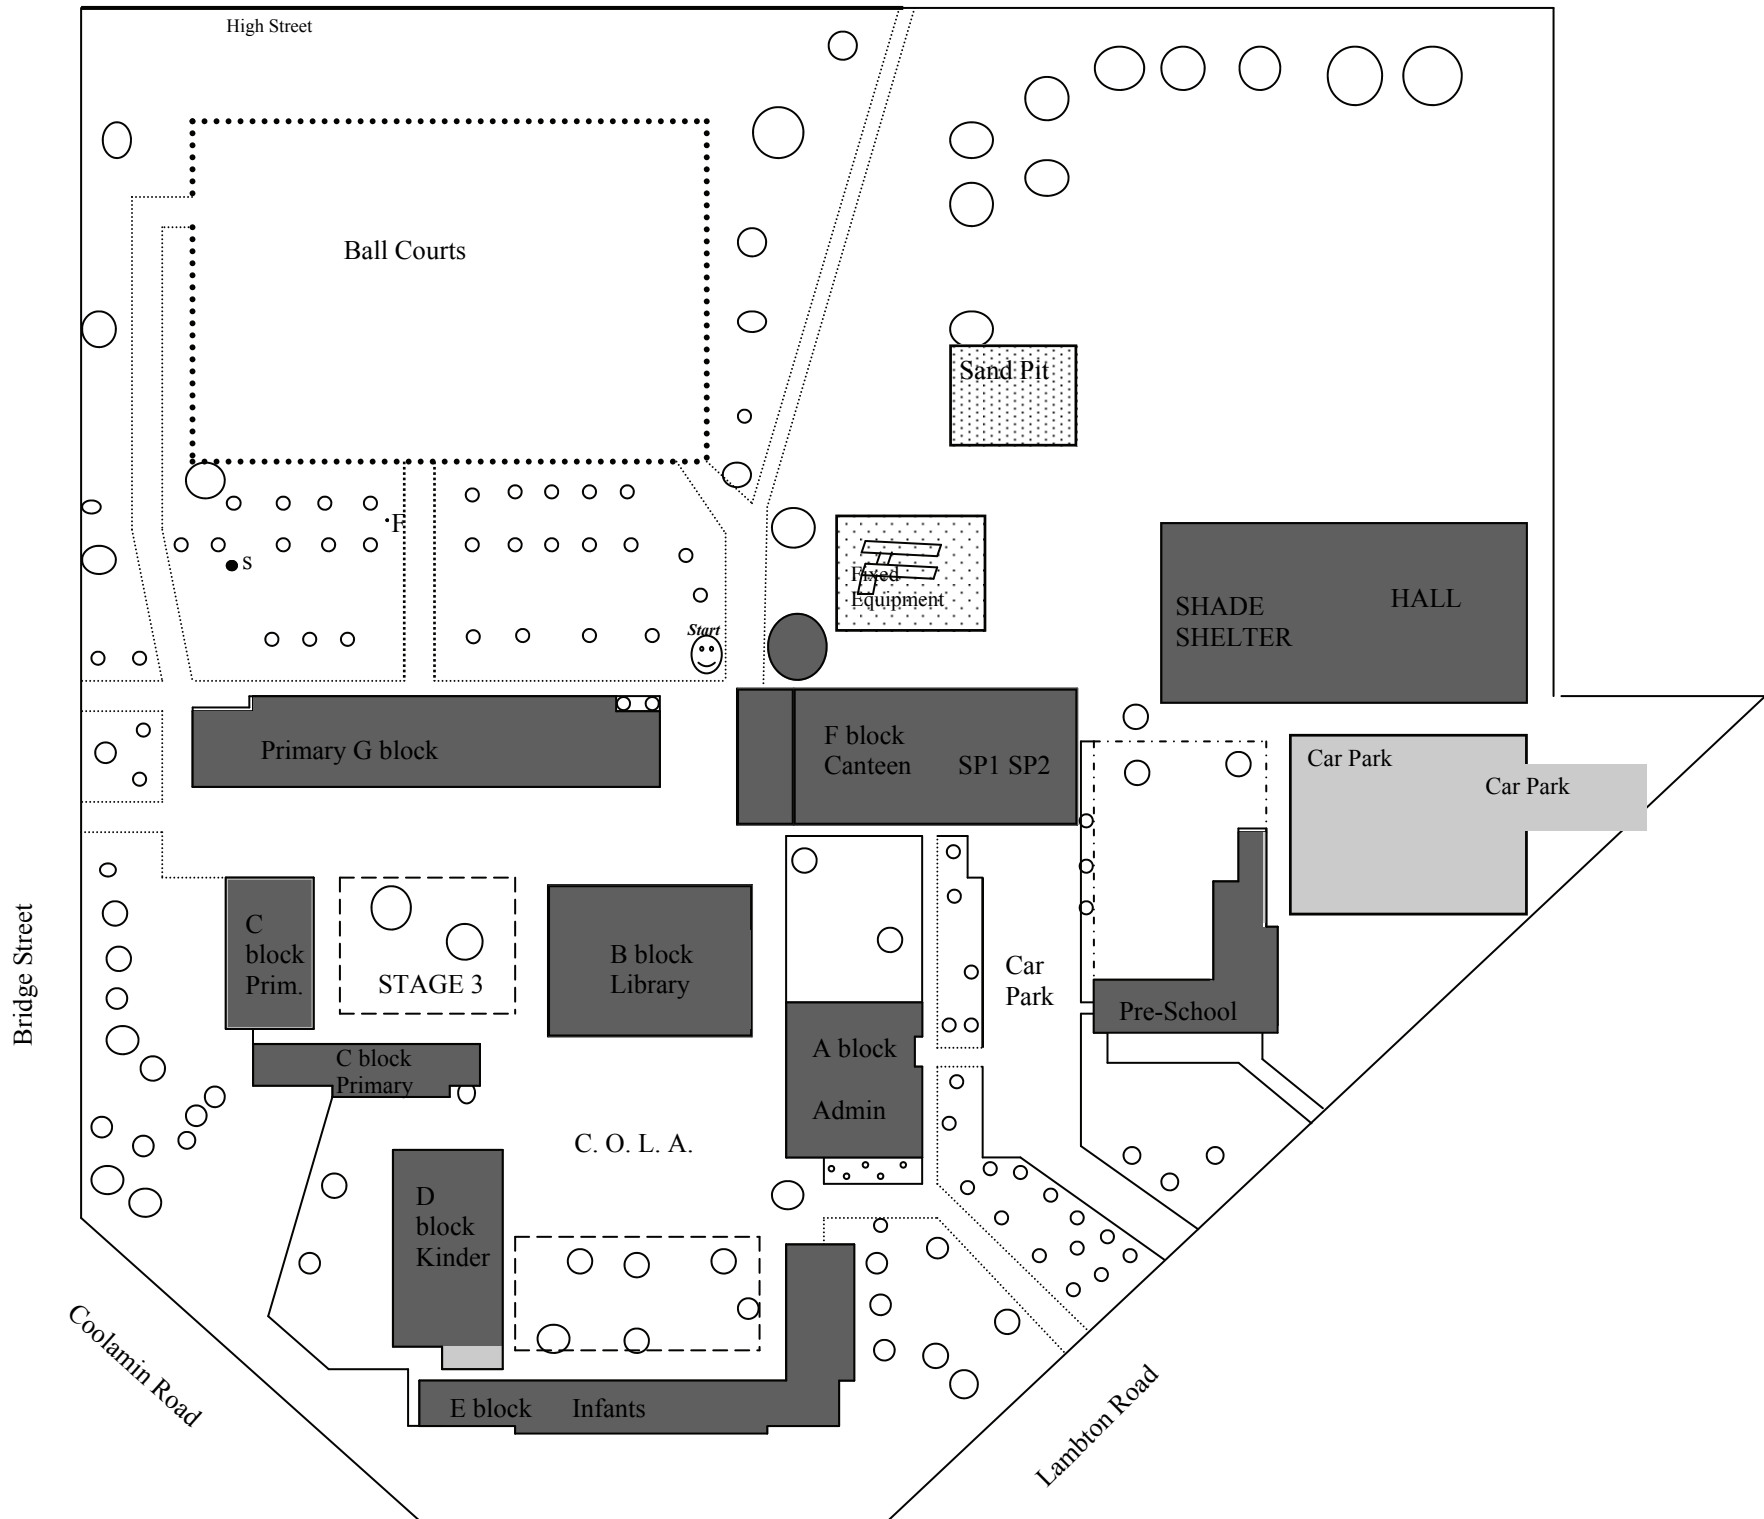 High Street
Ball Courts
Sand Pit
F
s
Fixed
Equipment
Start
SHADE
SHELTER
HALL
Primary G block
F block
Canteen
SP1 SP2
Car Park
Car Park
C
block
Prim.
STAGE 3
B block
Library
Car
Park
Pre-School
Bridge Street
C block
Primary
A block
Admin
C. O. L. A.
D
block
Kinder
Coolamin Road
E block
Infants
Lambton Road